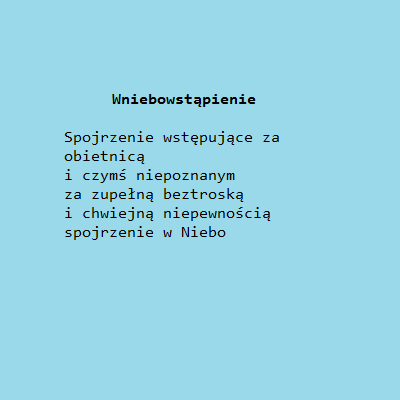 Wniebowstąpienie
Spojrzenie wstępujące za
obietnicą
i czymś niepoznanym
za zupełną beztroską
i chwiejną niepewnością
spojrzenie w Niebo